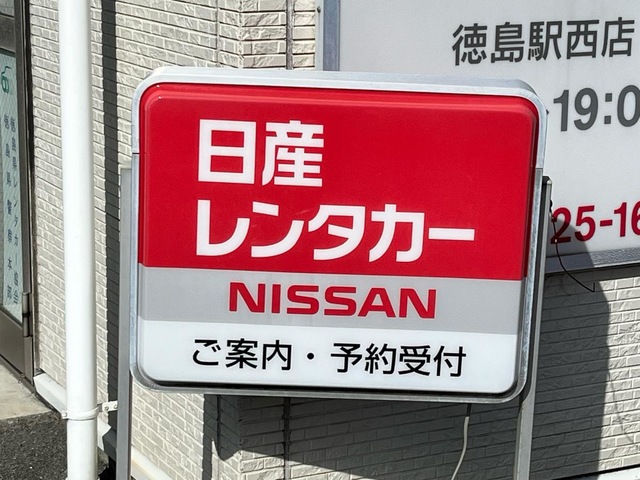 徳島駅西店
19:0
25-16
日産
レンタカー
NISSAN
ご案内・予約受付